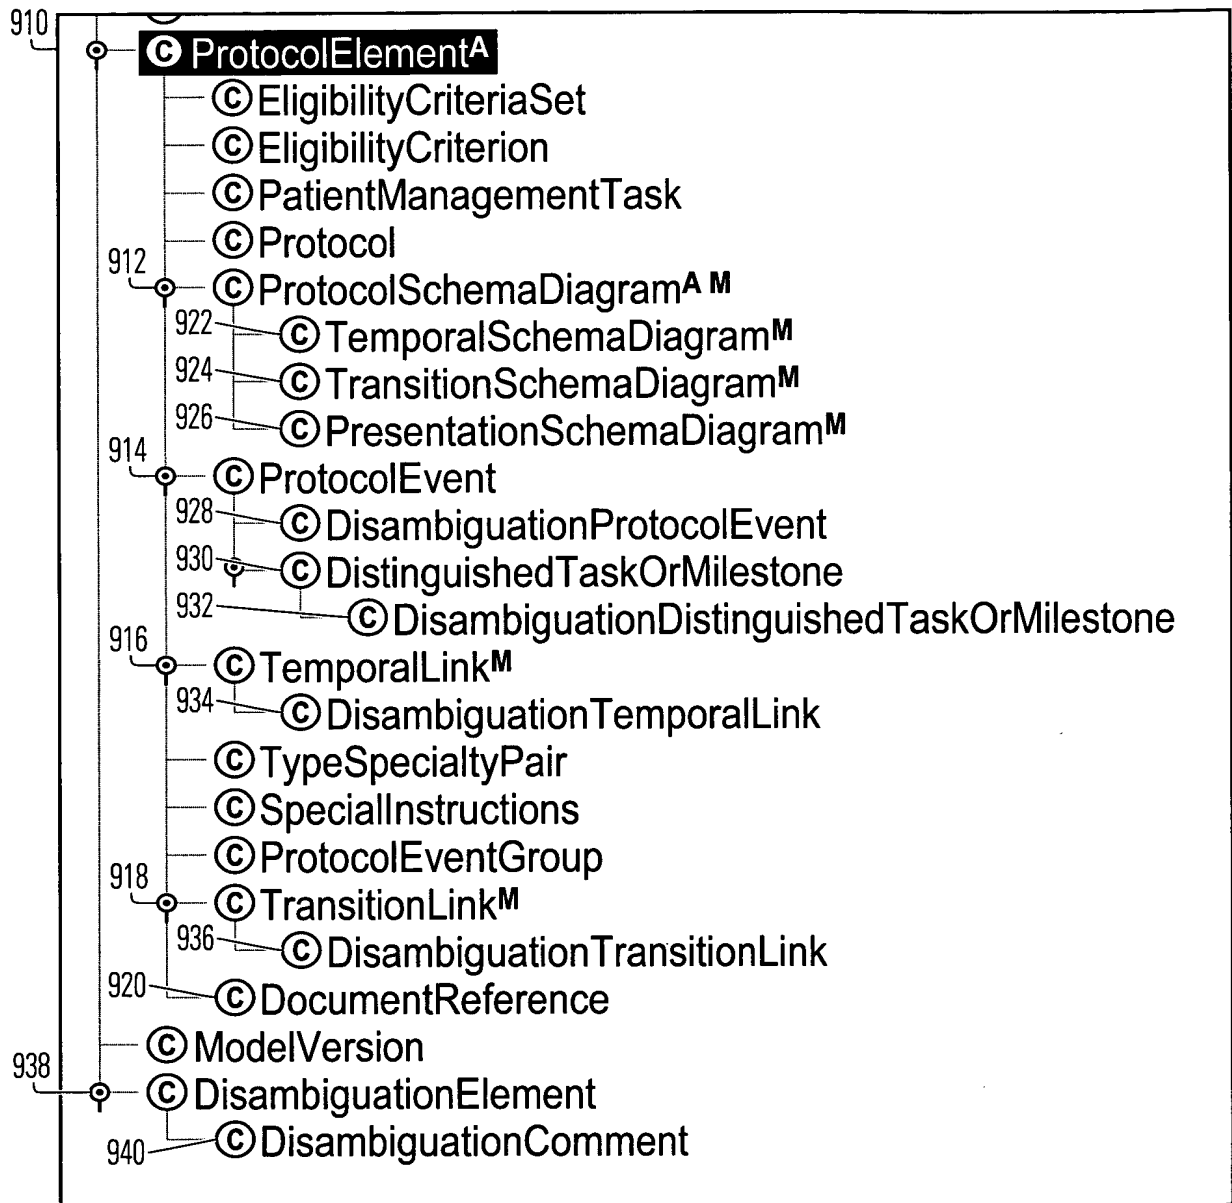 910
Ⓒ ProtocolElementᴬ
Ⓒ EligibilityCriteriaSet
Ⓒ EligibilityCriterion
Ⓒ PatientManagementTask
Ⓒ Protocol
912
Ⓒ ProtocolSchemaDiagramᴬ ᴹ
922 Ⓒ TemporalSchemaDiagramᴹ
924 Ⓒ TransitionSchemaDiagramᴹ
926 Ⓒ PresentationSchemaDiagramᴹ
914
Ⓒ ProtocolEvent
928 Ⓒ DisambiguationProtocolEvent
930 Ⓒ DistinguishedTaskOrMilestone
932 Ⓒ DisambiguationDistinguishedTaskOrMilestone
916
Ⓒ TemporalLinkᴹ
934 Ⓒ DisambiguationTemporalLink
Ⓒ TypeSpecialtyPair
Ⓒ SpecialInstructions
Ⓒ ProtocolEventGroup
918
Ⓒ TransitionLinkᴹ
936 Ⓒ DisambiguationTransitionLink
920 Ⓒ DocumentReference
Ⓒ ModelVersion
938
Ⓒ DisambiguationElement
940 Ⓒ DisambiguationComment